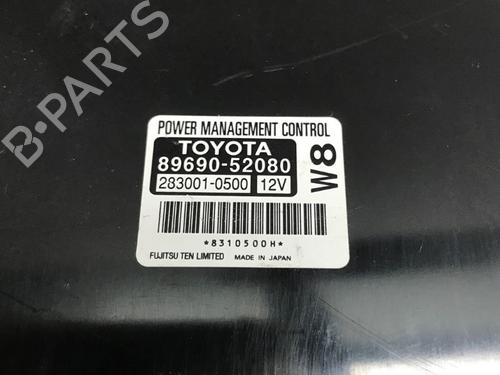 B-PARTS
POWER MANAGEMENT CONTROL
TOYOTA
89690-52080
283001-0500 12V
W8
*8310500H*
FUJITSU TEN LIMITED MADE IN JAPAN